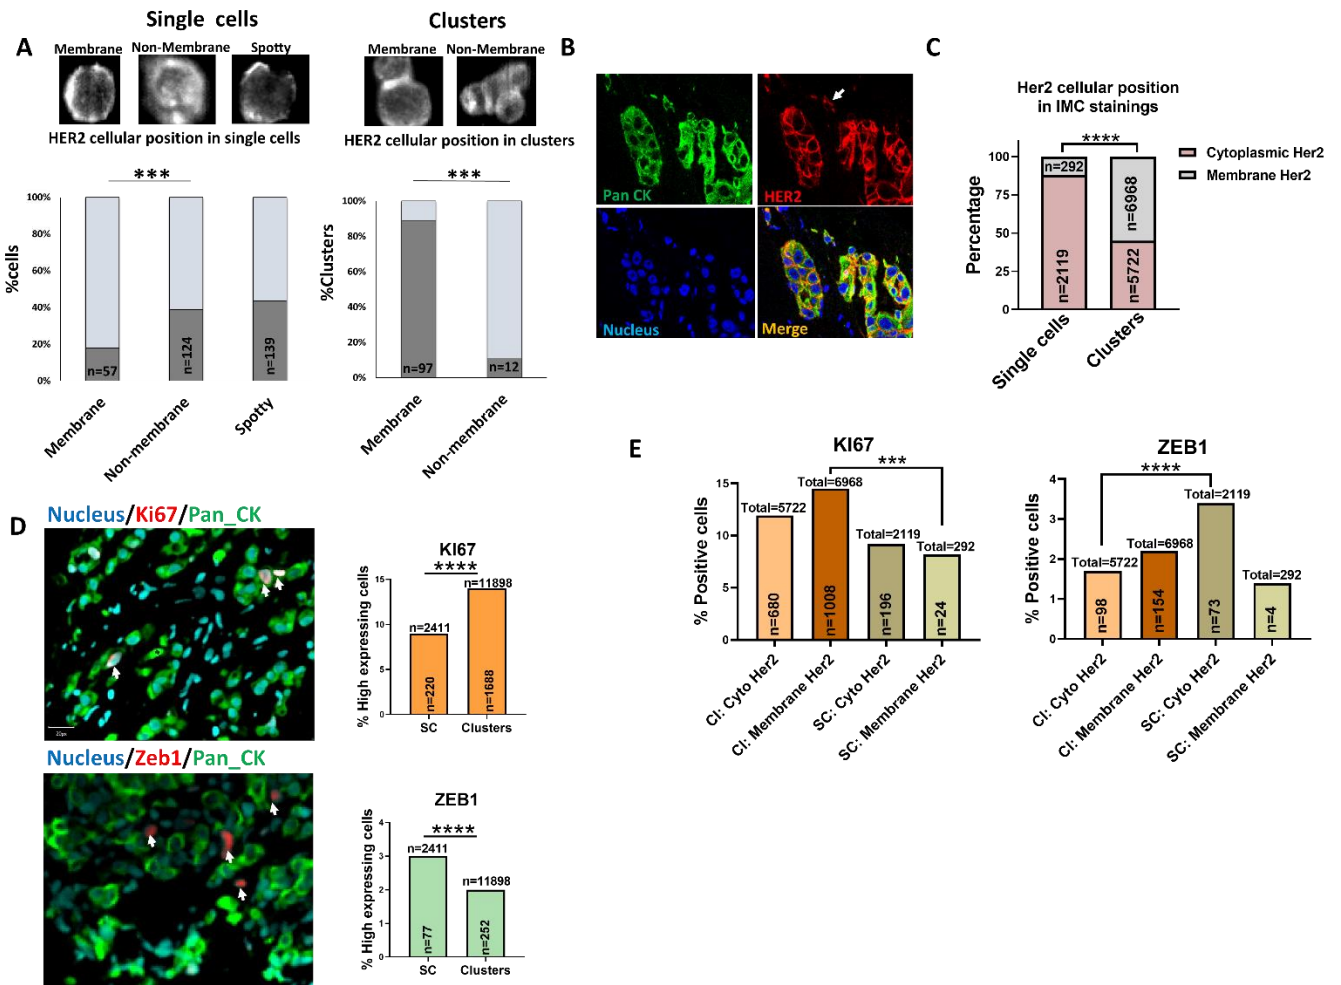 A
Single cells
Clusters
Membrane
Non-Membrane
Spotty
Membrane
Non-Membrane
HER2 cellular position in single cells
HER2 cellular position in clusters
***
100%
80%
60%
40%
20%
0%
%cells
n=57
n=124
n=139
Membrane
Non-membrane
Spotty
***
100%
80%
60%
40%
20%
0%
%Clusters
n=97
n=12
Membrane
Non-membrane
B
Pan CK
HER2
Nucleus
Merge
C
Her2 cellular position
in IMC stainings
****
Cytoplasmic Her2
Membrane Her2
100
75
50
25
0
Percentage
n=292
n=2119
n=6968
n=5722
Single cells
Clusters
D
Nucleus/Ki67/Pan_CK
20μm
KI67
****
n=11898
n=2411
15
10
5
0
% High expressing cells
n=220
n=1688
SC
Clusters
Nucleus/Zeb1/Pan_CK
ZEB1
****
n=2411
n=11898
4
3
2
1
0
% High expressing cells
n=77
n=252
SC
Clusters
E
KI67
***
15
10
5
0
% Positive cells
Total=5722
Total=6968
Total=2119
Total=292
n=680
n=1008
n=196
n=24
Cl: Cyto Her2
Cl: Membrane Her2
SC: Cyto Her2
SC: Membrane Her2
ZEB1
****
4
3
2
1
0
% Positive cells
Total=5722
Total=6968
Total=2119
Total=292
n=98
n=154
n=73
n=4
Cl: Cyto Her2
Cl: Membrane Her2
SC: Cyto Her2
SC: Membrane Her2